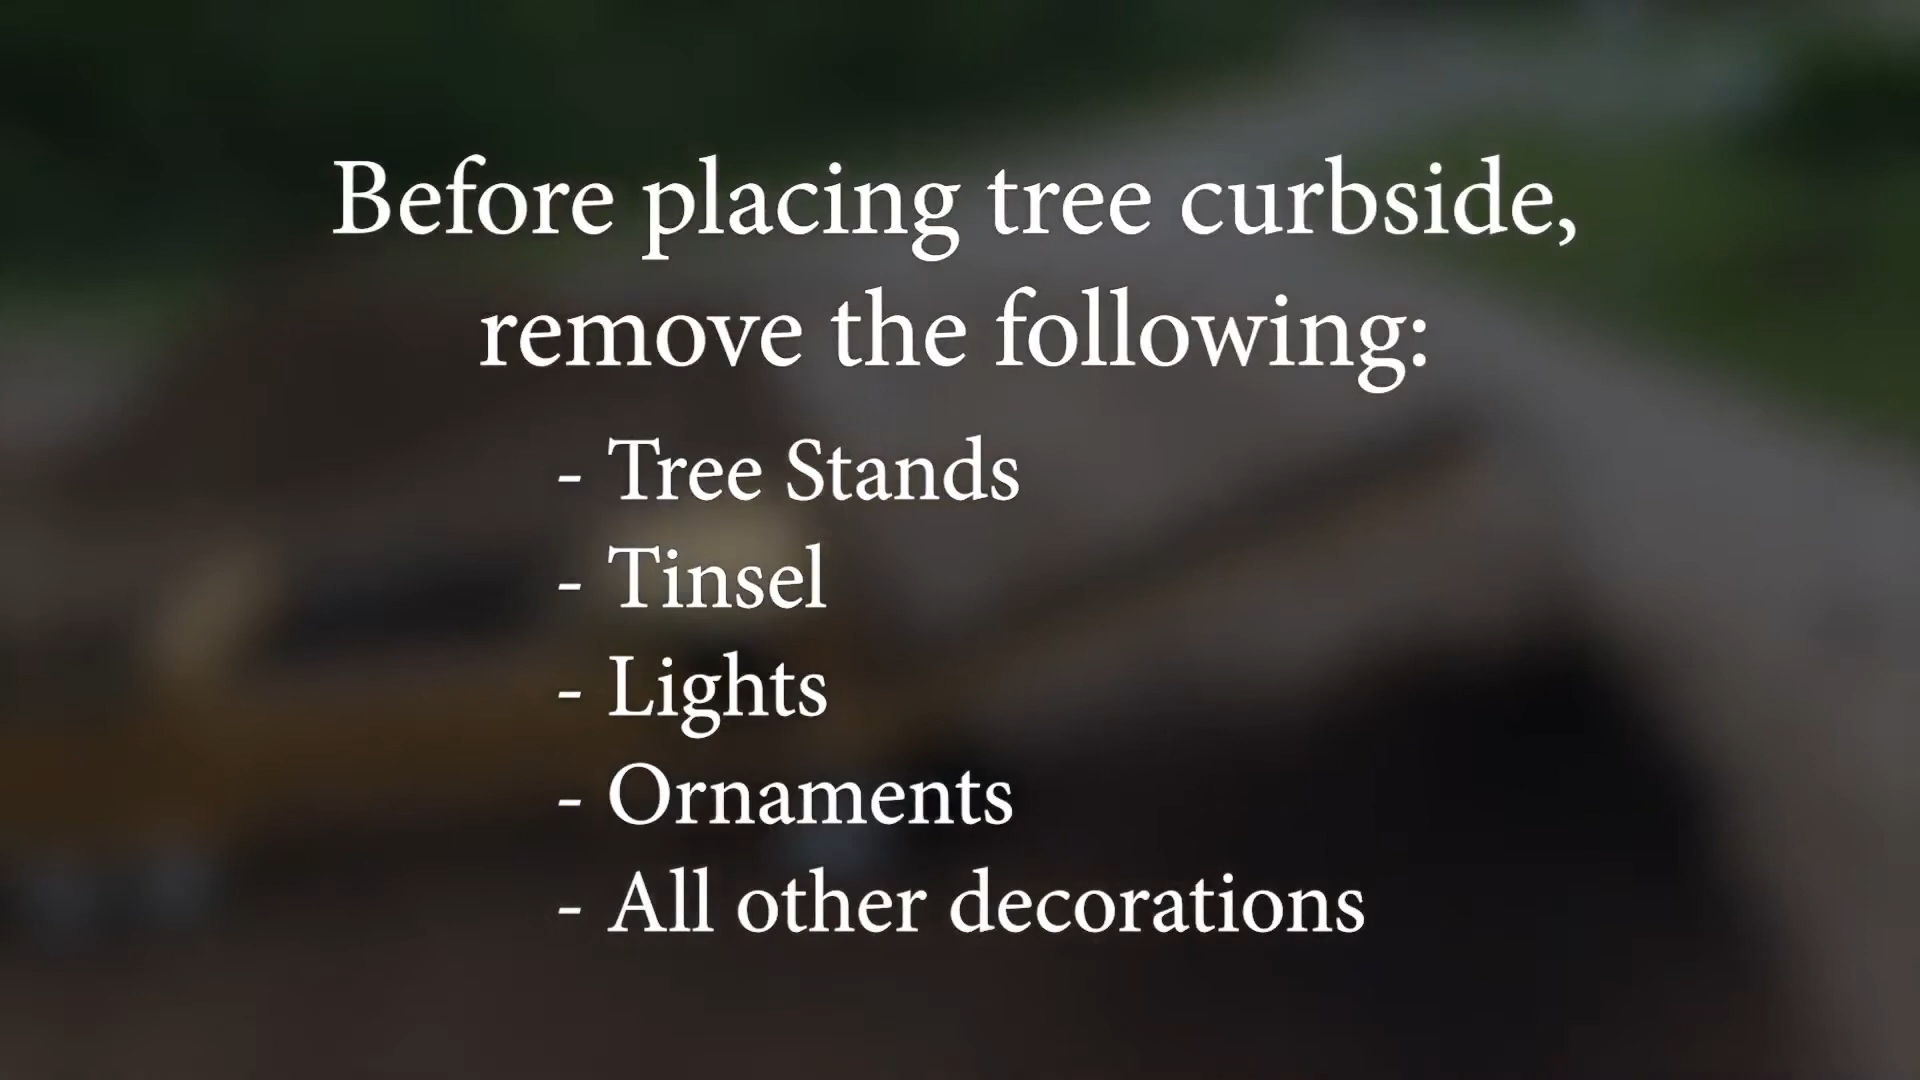 Before placing tree curbside,
remove the following:
- Tree Stands
- Tinsel
- Lights
- Ornaments
- All other decorations